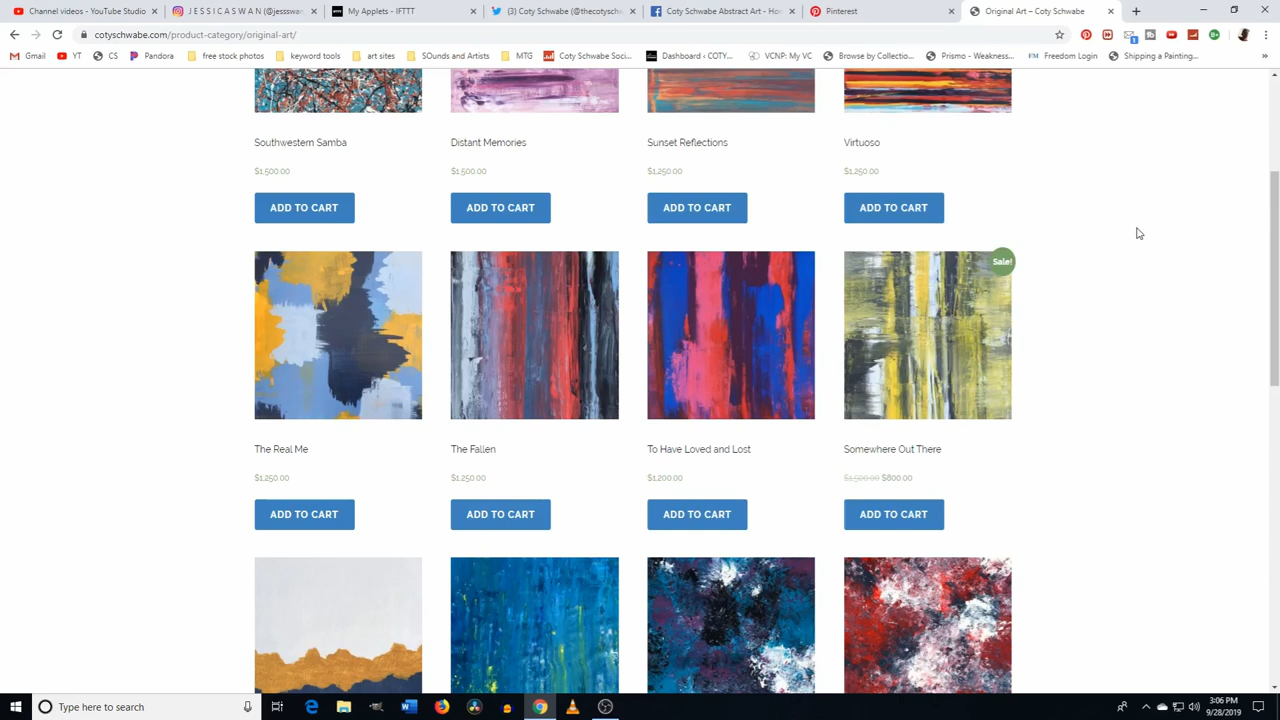 Channel videos - YouTube Studio
J E S S I C A S W A N (@jessswac
My Applets - IFTTT
(3) Coty Schwabe (@thecotysch
Coty Schwabe Abstract Art - Ho
Pinterest
Original Art – Coty Schwabe
cotyschwabe.com/product-category/original-art/
Gmail
YT
Pandora
free stock photos
keyword tools
art sites
SOunds and Artists
MTG
Coty Schwabe Soci...
Dashboard ‹ COTY...
VCNP: My VC
Browse by Collectio...
Prismo - Weakness...
Freedom Login
Shipping a Painting...
Southwestern Samba
Distant Memories
Sunset Reflections
Virtuoso
$1,500.00
$1,500.00
$1,250.00
$1,250.00
ADD TO CART
ADD TO CART
ADD TO CART
ADD TO CART
Sale!
The Real Me
The Fallen
To Have Loved and Lost
Somewhere Out There
$1,250.00
$1,250.00
$1,200.00
$1,500.00 $800.00
ADD TO CART
ADD TO CART
ADD TO CART
ADD TO CART
Type here to search
3:06 PM
9/28/2019